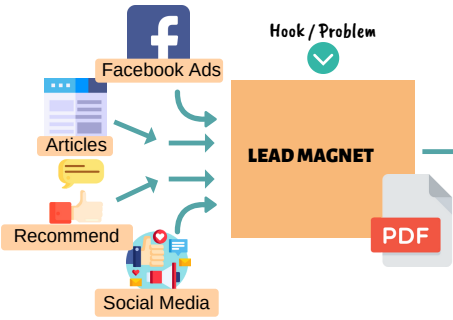 Hook / Problem
Facebook Ads
Articles
LEAD MAGNET
Recommend
PDF
Social Media